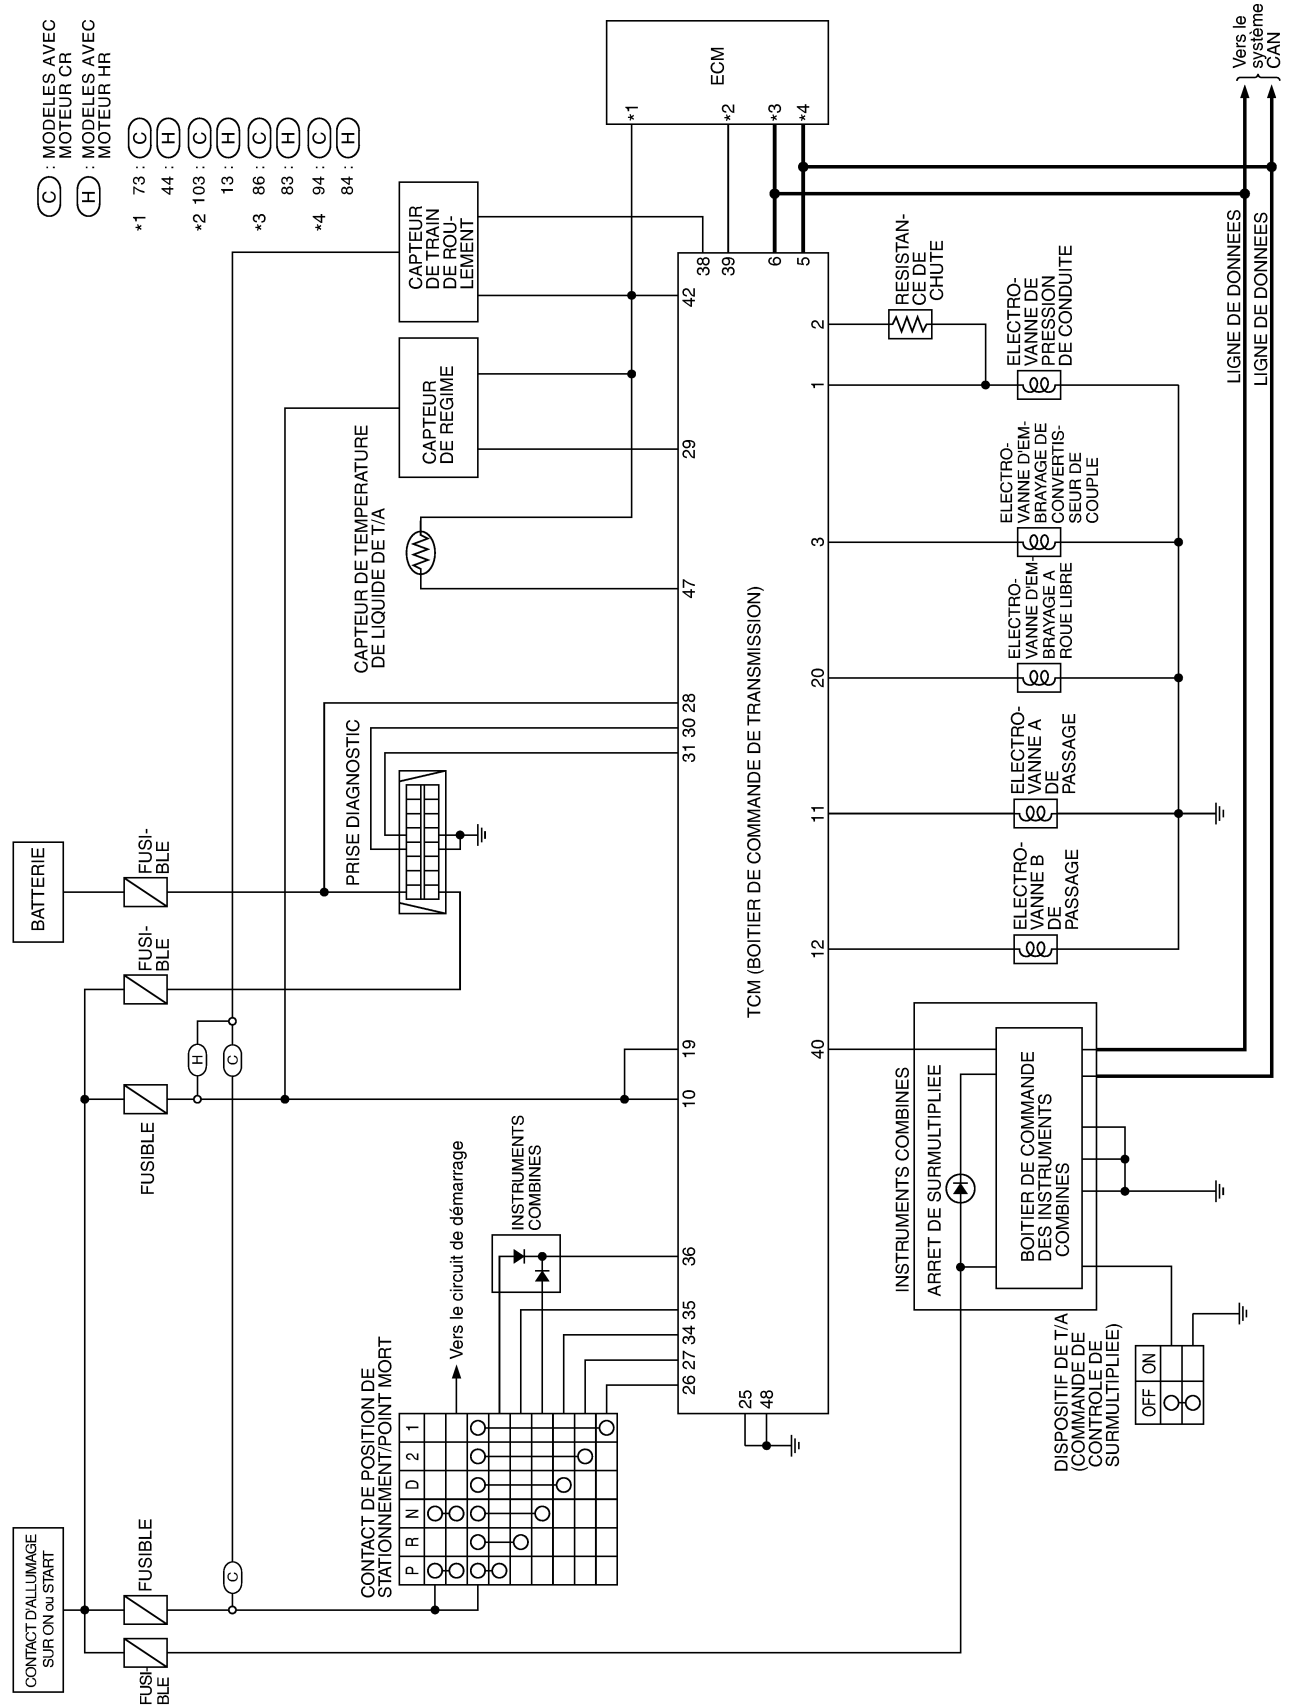 CONTACT D'ALLUMAGE
SUR ON ou START
BATTERIE
FUSI-
BLE
FUSIBLE
FUSIBLE
FUSI-
BLE
FUSI-
BLE
C
H
C
C : MODELES AVEC
MOTEUR CR
H : MODELES AVEC
MOTEUR HR
*1 73 : C
44 : H
*2 103 : C
13 : H
*3 86 : C
83 : H
*4 94 : C
84 : H
CONTACT DE POSITION DE
STATIONNEMENT/POINT MORT
P R N D 2 1
Vers le circuit de démarrage
INSTRUMENTS
COMBINES
PRISE DIAGNOSTIC
CAPTEUR DE TEMPERATURE
DE LIQUIDE DE T/A
CAPTEUR
DE REGIME
CAPTEUR
DE TRAIN
DE ROU-
LEMENT
ECM
*1 *2 *3 *4
26 27 34 35 36 10 19 31 30 28 47 29 42
38
39
6
5
25
48
TCM (BOITIER DE COMMANDE DE TRANSMISSION)
40 12 11 20 3 1 2
RESISTAN-
CE DE
CHUTE
ELECTRO-
VANNE B
DE
PASSAGE
ELECTRO-
VANNE A
DE
PASSAGE
ELECTRO-
VANNE D'EM-
BRAYAGE A
ROUE LIBRE
ELECTRO-
VANNE D'EM-
BRAYAGE DE
CONVERTIS-
SEUR DE
COUPLE
ELECTRO-
VANNE DE
PRESSION
DE CONDUITE
INSTRUMENTS COMBINES
ARRET DE SURMULTIPLIEE
BOITIER DE COMMANDE
DES INSTRUMENTS
COMBINES
DISPOSITIF DE T/A
(COMMANDE DE
CONTROLE DE
SURMULTIPLIEE)
OFF ON
LIGNE DE DONNEES
LIGNE DE DONNEES
Vers le
système
CAN